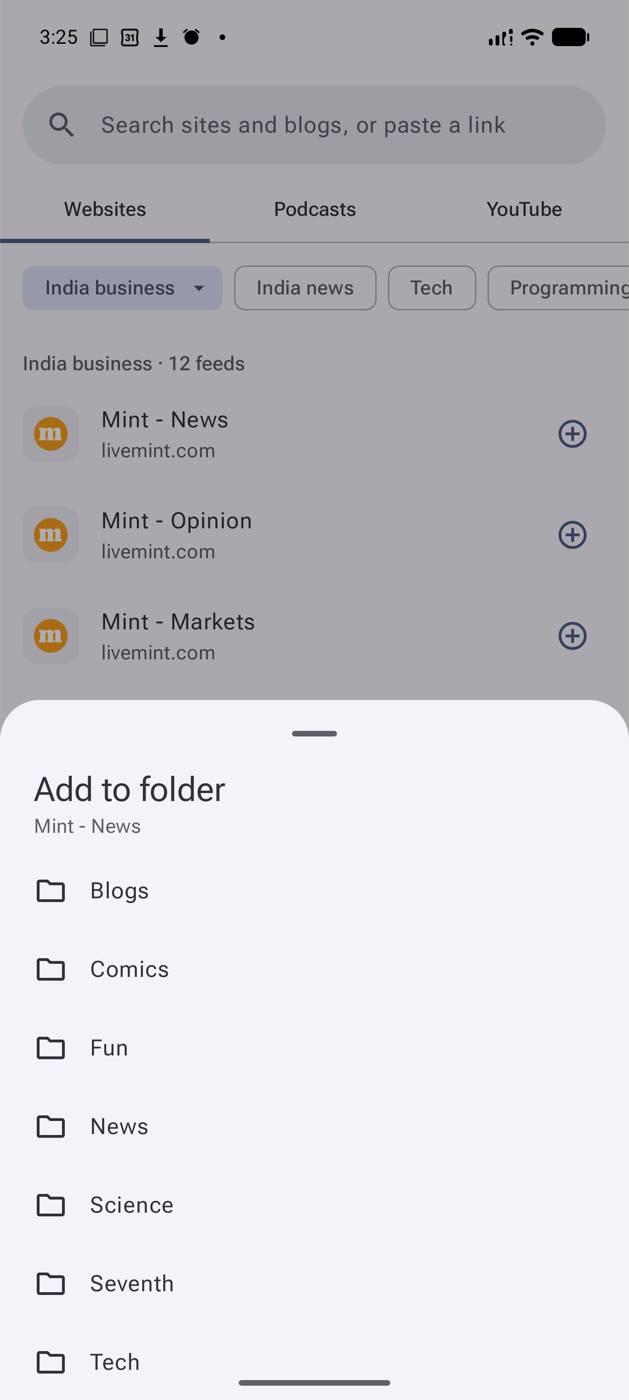 3:25
31
Search sites and blogs, or paste a link
Websites
Podcasts
YouTube
India business
India news
Tech
Programming
India business · 12 feeds
m
Mint - News
livemint.com
m
Mint - Opinion
livemint.com
m
Mint - Markets
livemint.com
Add to folder
Mint - News
Blogs
Comics
Fun
News
Science
Seventh
Tech